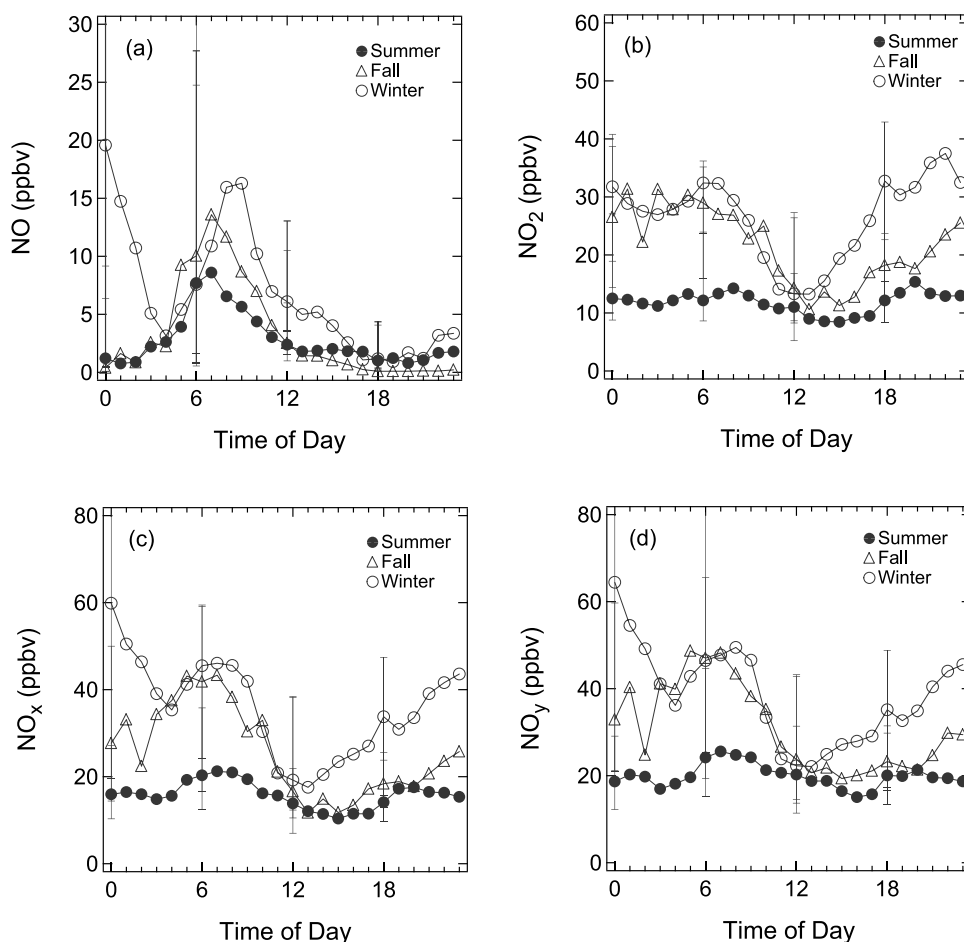 (a)
Summer
Fall
Winter
30
25
20
15
10
5
0
NO (ppbv)
0 6 12 18
Time of Day
(b)
Summer
Fall
Winter
60
50
40
30
20
10
0
NO2 (ppbv)
0 6 12 18
Time of Day
(c)
Summer
Fall
Winter
80
60
40
20
0
NOx (ppbv)
0 6 12 18
Time of Day
(d)
Summer
Fall
Winter
80
60
40
20
0
NOy (ppbv)
0 6 12 18
Time of Day